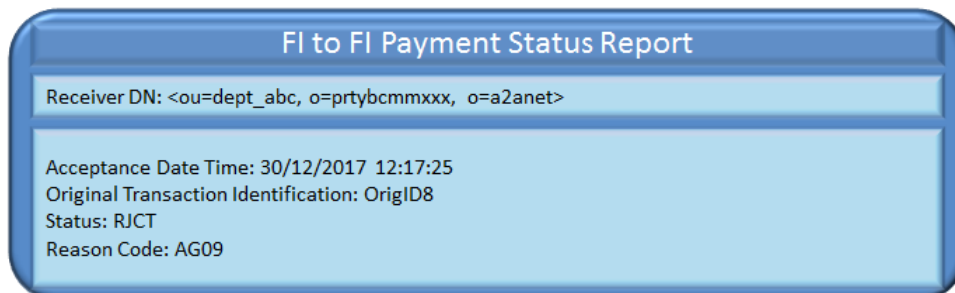 FI to FI Payment Status Report
Receiver DN: <ou=dept_abc, o=prtybcmmxxx, o=a2anet>
Acceptance Date Time: 30/12/2017 12:17:25
Original Transaction Identification: OrigID8
Status: RJCT
Reason Code: AG09